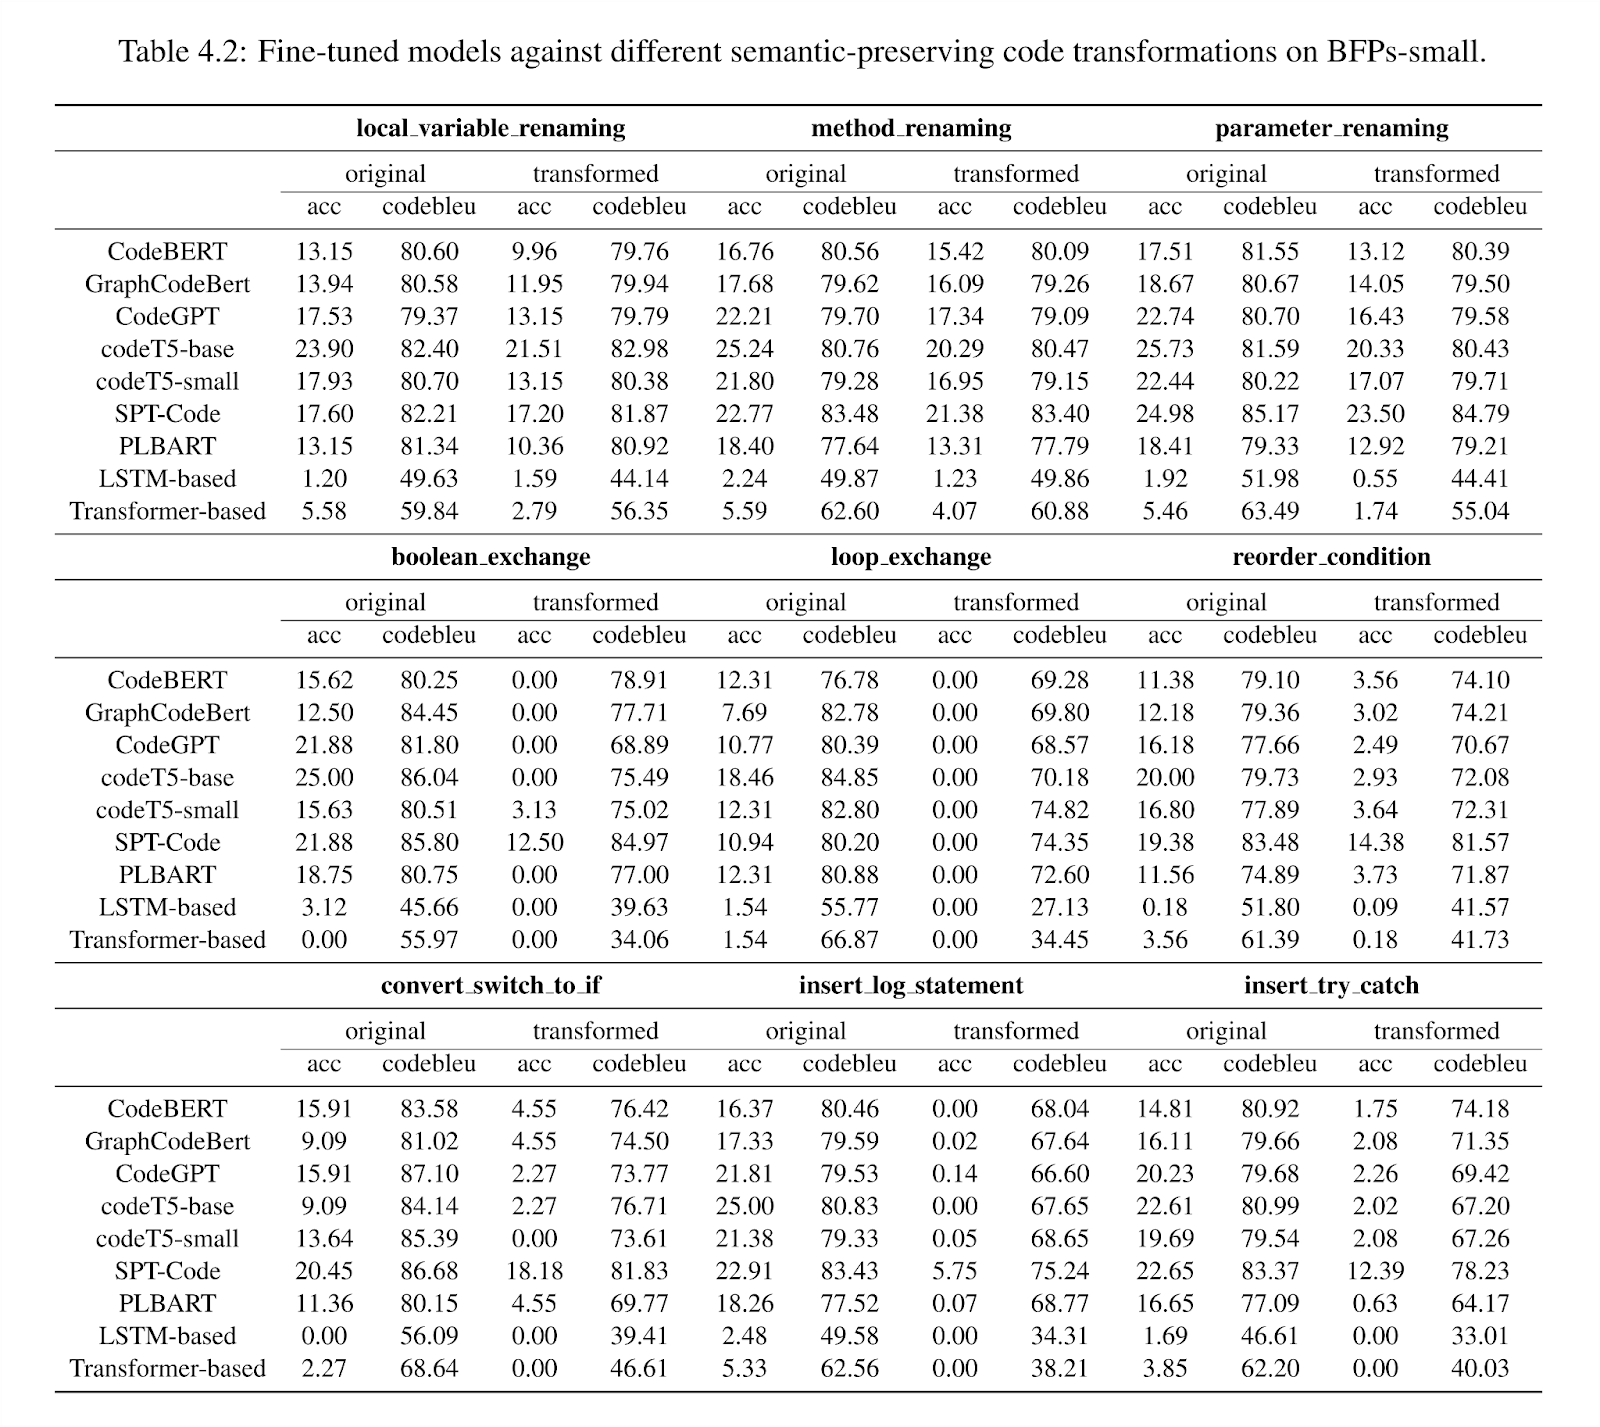 Table 4.2: Fine-tuned models against different semantic-preserving code transformations on BFPs-small.
local_variable_renaming method_renaming parameter_renaming
original transformed original transformed original transformed
acc codebleu acc codebleu acc codebleu acc codebleu acc codebleu acc codebleu
CodeBERT 13.15 80.60 9.96 79.76 16.76 80.56 15.42 80.09 17.51 81.55 13.12 80.39
GraphCodeBert 13.94 80.58 11.95 79.94 17.68 79.62 16.09 79.26 18.67 80.67 14.05 79.50
CodeGPT 17.53 79.37 13.15 79.79 22.21 79.70 17.34 79.09 22.74 80.70 16.43 79.58
codeT5-base 23.90 82.40 21.51 82.98 25.24 80.76 20.29 80.47 25.73 81.59 20.33 80.43
codeT5-small 17.93 80.70 13.15 80.38 21.80 79.28 16.95 79.15 22.44 80.22 17.07 79.71
SPT-Code 17.60 82.21 17.20 81.87 22.77 83.48 21.38 83.40 24.98 85.17 23.50 84.79
PLBART 13.15 81.34 10.36 80.92 18.40 77.64 13.31 77.79 18.41 79.33 12.92 79.21
LSTM-based 1.20 49.63 1.59 44.14 2.24 49.87 1.23 49.86 1.92 51.98 0.55 44.41
Transformer-based 5.58 59.84 2.79 56.35 5.59 62.60 4.07 60.88 5.46 63.49 1.74 55.04
boolean_exchange loop_exchange reorder_condition
original transformed original transformed original transformed
acc codebleu acc codebleu acc codebleu acc codebleu acc codebleu acc codebleu
CodeBERT 15.62 80.25 0.00 78.91 12.31 76.78 0.00 69.28 11.38 79.10 3.56 74.10
GraphCodeBert 12.50 84.45 0.00 77.71 7.69 82.78 0.00 69.80 12.18 79.36 3.02 74.21
CodeGPT 21.88 81.80 0.00 68.89 10.77 80.39 0.00 68.57 16.18 77.66 2.49 70.67
codeT5-base 25.00 86.04 0.00 75.49 18.46 84.85 0.00 70.18 20.00 79.73 2.93 72.08
codeT5-small 15.63 80.51 3.13 75.02 12.31 82.80 0.00 74.82 16.80 77.89 3.64 72.31
SPT-Code 21.88 85.80 12.50 84.97 10.94 80.20 0.00 74.35 19.38 83.48 14.38 81.57
PLBART 18.75 80.75 0.00 77.00 12.31 80.88 0.00 72.60 11.56 74.89 3.73 71.87
LSTM-based 3.12 45.66 0.00 39.63 1.54 55.77 0.00 27.13 0.18 51.80 0.09 41.57
Transformer-based 0.00 55.97 0.00 34.06 1.54 66.87 0.00 34.45 3.56 61.39 0.18 41.73
convert_switch_to_if insert_log_statement insert_try_catch
original transformed original transformed original transformed
acc codebleu acc codebleu acc codebleu acc codebleu acc codebleu acc codebleu
CodeBERT 15.91 83.58 4.55 76.42 16.37 80.46 0.00 68.04 14.81 80.92 1.75 74.18
GraphCodeBert 9.09 81.02 4.55 74.50 17.33 79.59 0.02 67.64 16.11 79.66 2.08 71.35
CodeGPT 15.91 87.10 2.27 73.77 21.81 79.53 0.14 66.60 20.23 79.68 2.26 69.42
codeT5-base 9.09 84.14 2.27 76.71 25.00 80.83 0.00 67.65 22.61 80.99 2.02 67.20
codeT5-small 13.64 85.39 0.00 73.61 21.38 79.33 0.05 68.65 19.69 79.54 2.08 67.26
SPT-Code 20.45 86.68 18.18 81.83 22.91 83.43 5.75 75.24 22.65 83.37 12.39 78.23
PLBART 11.36 80.15 4.55 69.77 18.26 77.52 0.07 68.77 16.65 77.09 0.63 64.17
LSTM-based 0.00 56.09 0.00 39.41 2.48 49.58 0.00 34.31 1.69 46.61 0.00 33.01
Transformer-based 2.27 68.64 0.00 46.61 5.33 62.56 0.00 38.21 3.85 62.20 0.00 40.03